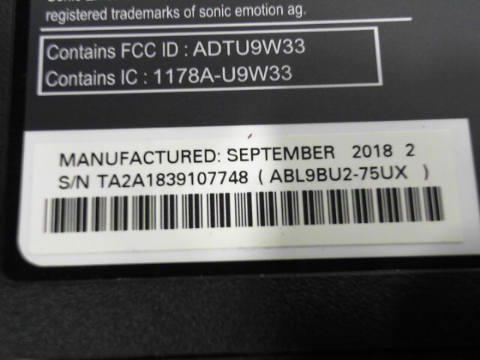 registered trademarks of sonic emotion ag.
Contains FCC ID : ADTU9W33
Contains IC : 1178A-U9W33
MANUFACTURED: SEPTEMBER 2018 2
S/N TA2A1839107748 ( ABL9BU2-75UX )